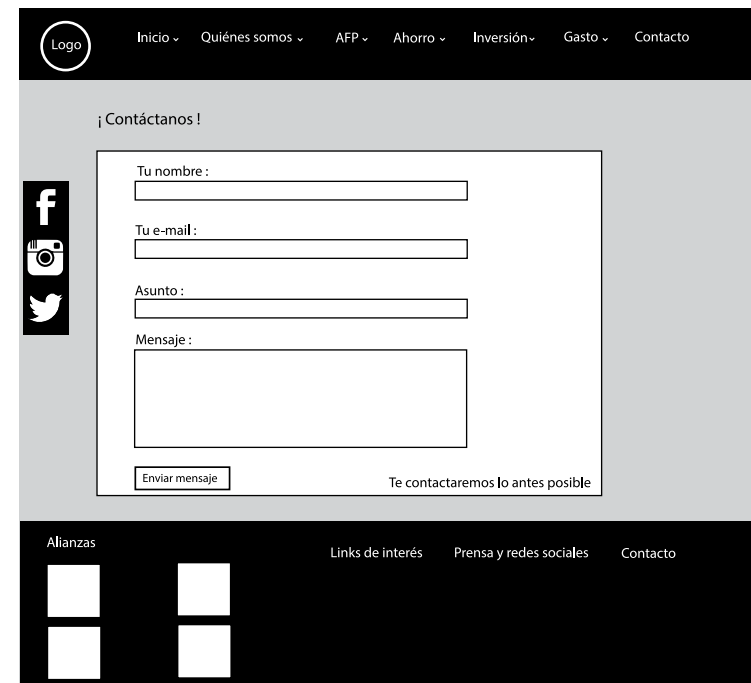 Logo
Inicio Quiénes somos AFP Ahorro Inversión Gasto Contacto
¡ Contáctanos !
Tu nombre :
Tu e-mail :
Asunto :
Mensaje :
Enviar mensaje
Te contactaremos lo antes posible
Alianzas
Links de interés Prensa y redes sociales Contacto